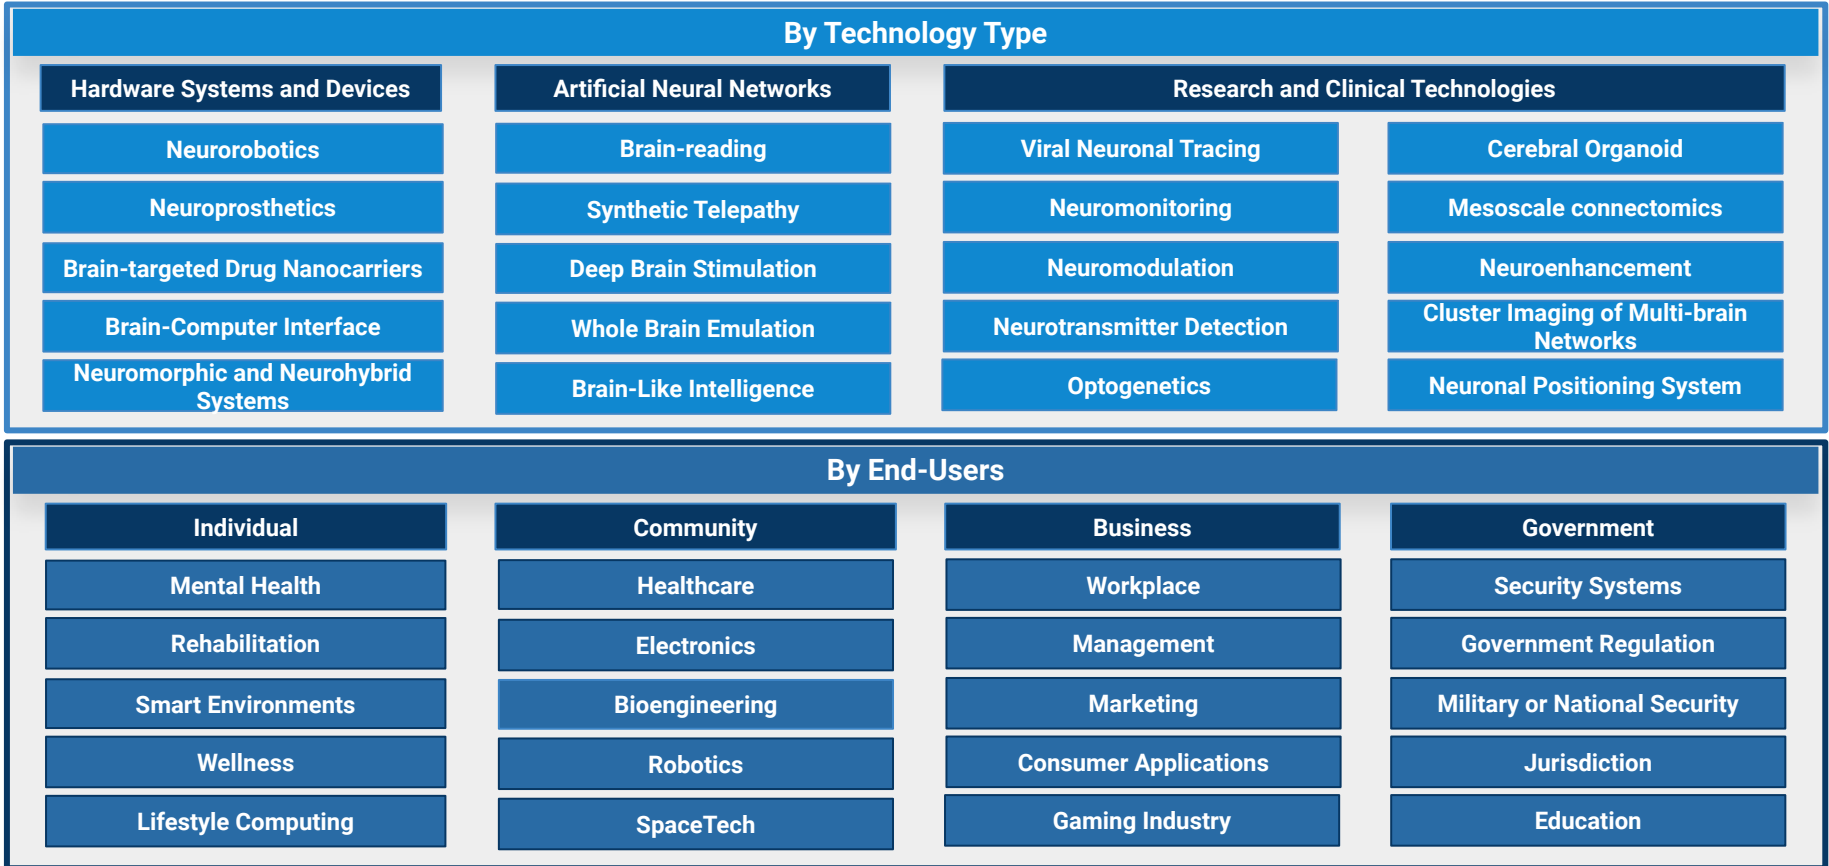 By Technology Type
Hardware Systems and Devices
Neurorobotics
Neuroprosthetics
Brain-targeted Drug Nanocarriers
Brain-Computer Interface
Neuromorphic and Neurohybrid
Systems
Artificial Neural Networks
Brain-reading
Synthetic Telepathy
Deep Brain Stimulation
Whole Brain Emulation
Brain-Like Intelligence
Research and Clinical Technologies
Viral Neuronal Tracing
Neuromonitoring
Neuromodulation
Neurotransmitter Detection
Optogenetics
Cerebral Organoid
Mesoscale connectomics
Neuroenhancement
Cluster Imaging of Multi-brain
Networks
Neuronal Positioning System
By End-Users
Individual
Mental Health
Rehabilitation
Smart Environments
Wellness
Lifestyle Computing
Community
Healthcare
Electronics
Bioengineering
Robotics
SpaceTech
Business
Workplace
Management
Marketing
Consumer Applications
Gaming Industry
Government
Security Systems
Government Regulation
Military or National Security
Jurisdiction
Education